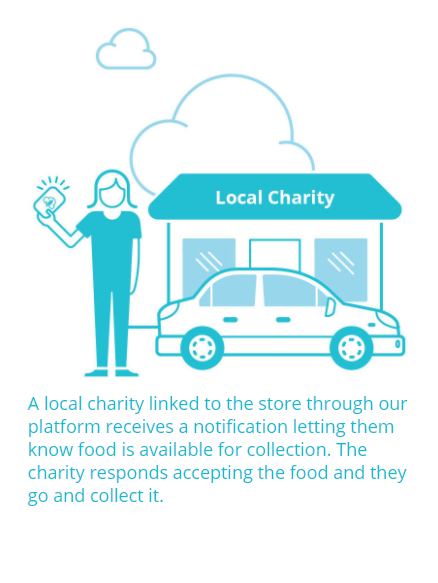 Local Charity
A local charity linked to the store through our
platform receives a notification letting them
know food is available for collection. The
charity responds accepting the food and they
go and collect it.